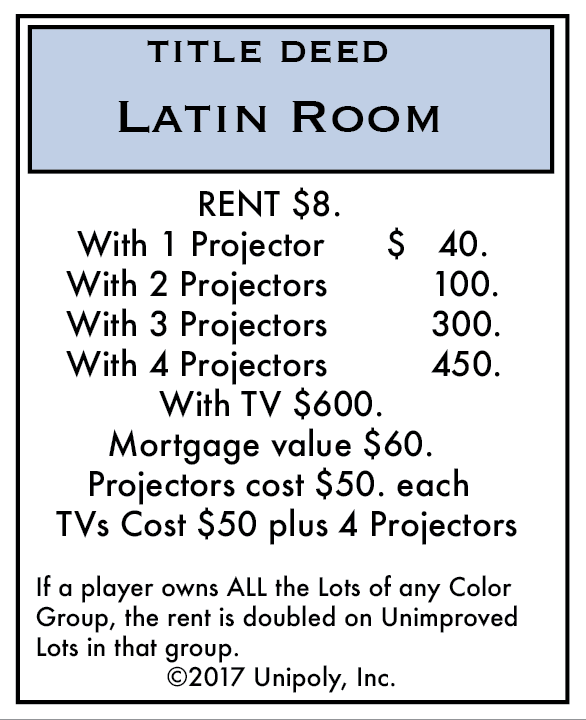 TITLE DEED
LATIN ROOM
RENT $8.
With 1 Projector $ 40.
With 2 Projectors 100.
With 3 Projectors 300.
With 4 Projectors 450.
With TV $600.
Mortgage value $60.
Projectors cost $50. each
TVs Cost $50 plus 4 Projectors
If a player owns ALL the Lots of any Color
Group, the rent is doubled on Unimproved
Lots in that group.
©2017 Unipoly, Inc.